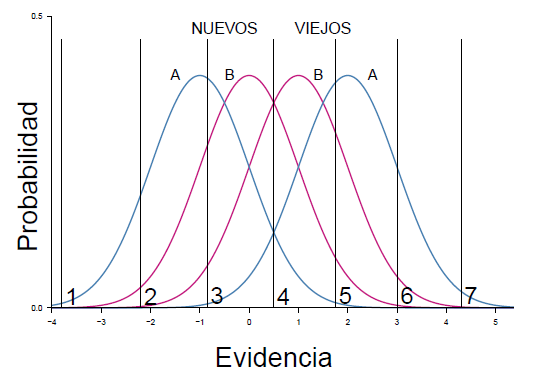 0.5
NUEVOS VIEJOS
A B B A
Probabilidad
1 2 3 4 5 6 7
0.0
−4 −3 −2 −1 0 1 2 3 4 5
Evidencia